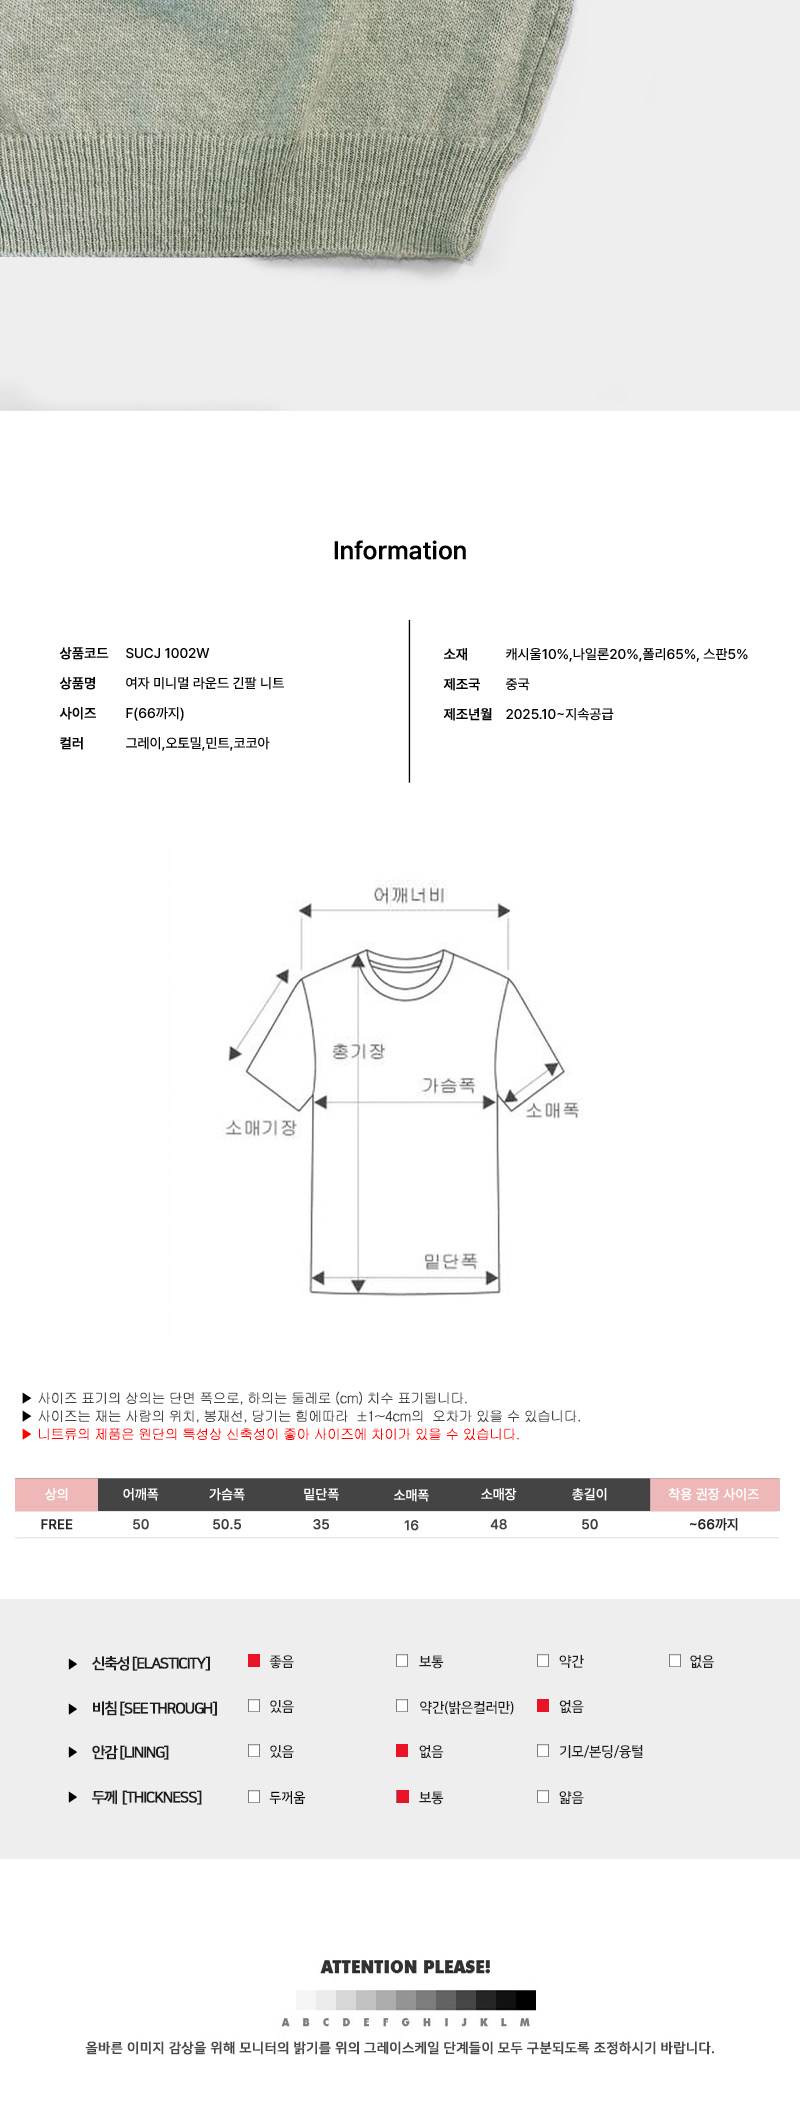 Information
상품코드 SUCJ 1002W
상품명 여자 미니멀 라운드 긴팔 니트
사이즈 F(66까지)
컬러 그레이,오토밀,민트,코코아
소재 캐시울10%,나일론20%,폴리65%, 스판5%
제조국 중국
제조년월 2025.10~지속공급
어깨너비
총기장
가슴폭
소매폭
소매기장
밑단폭
▶ 사이즈 표기의 상의는 단면 폭으로, 하의는 둘레로 (cm) 치수 표기됩니다.
▶ 사이즈는 재는 사람의 위치, 봉재선, 당기는 힘에따라 ±1~4cm의 오차가 있을 수 있습니다.
▶ 니트류의 제품은 원단의 특성상 신축성이 좋아 사이즈에 차이가 있을 수 있습니다.
상의 어깨폭 가슴폭 밑단폭 소매폭 소매장 총길이 착용 권장 사이즈
FREE 50 50.5 35 16 48 50 ~66까지
▶ 신축성 [ELASTICITY] 좋음 보통 약간 없음
▶ 비침 [SEE THROUGH] 있음 약간(밝은컬러만) 없음
▶ 안감 [LINING] 있음 없음 기모/본딩/융털
▶ 두께 [THICKNESS] 두꺼움 보통 얇음
ATTENTION PLEASE!
A B C D E F G H I J K L M
올바른 이미지 감상을 위해 모니터의 밝기를 위의 그레이스케일 단계들이 모두 구분되도록 조정하시기 바랍니다.